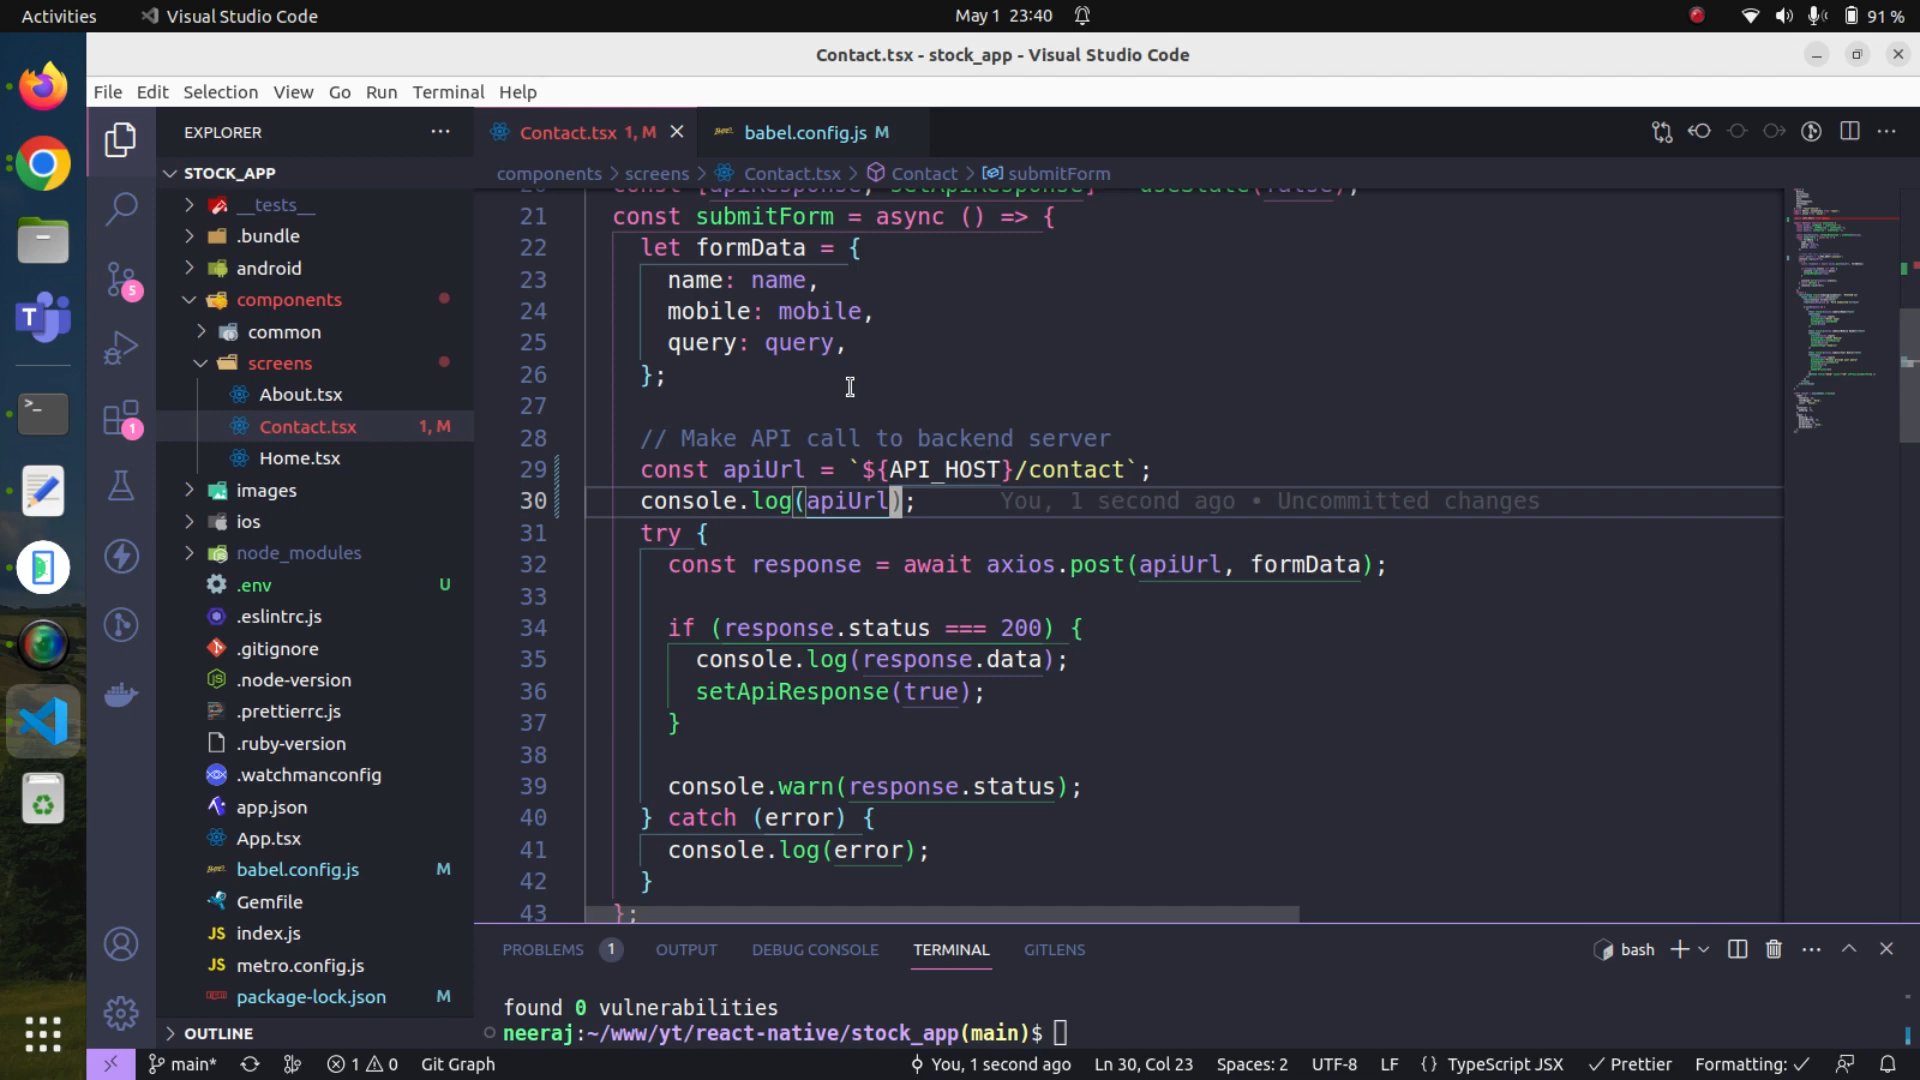 Activities
Visual Studio Code
May 1 23:40
91 %
Contact.tsx - stock_app - Visual Studio Code
File Edit Selection View Go Run Terminal Help
EXPLORER
STOCK_APP
__tests__
.bundle
android
components
common
screens
About.tsx
Contact.tsx 1, M
Home.tsx
images
ios
node_modules
.env U
.eslintrc.js
.gitignore
.node-version
.prettierrc.js
.ruby-version
.watchmanconfig
app.json
App.tsx
babel.config.js M
Gemfile
JS index.js
JS metro.config.js
package-lock.json M
OUTLINE
5
1
Contact.tsx 1, M
babel.config.js M
components > screens > Contact.tsx > Contact > submitForm
20 const [apiResponse, setApiResponse] = useState(false);
21 const submitForm = async () => {
22 let formData = {
23 name: name,
24 mobile: mobile,
25 query: query,
26 };
27
28 // Make API call to backend server
29 const apiUrl = `${API_HOST}/contact`;
30 console.log(apiUrl); You, 1 second ago • Uncommitted changes
31 try {
32 const response = await axios.post(apiUrl, formData);
33
34 if (response.status === 200) {
35 console.log(response.data);
36 setApiResponse(true);
37 }
38
39 console.warn(response.status);
40 } catch (error) {
41 console.log(error);
42 }
43 };
PROBLEMS 1 OUTPUT DEBUG CONSOLE TERMINAL GITLENS
bash
found 0 vulnerabilities
neeraj:~/www/yt/react-native/stock_app(main)$
main* 1 0 Git Graph You, 1 second ago Ln 30, Col 23 Spaces: 2 UTF-8 LF {} TypeScript JSX Prettier Formatting: ✓